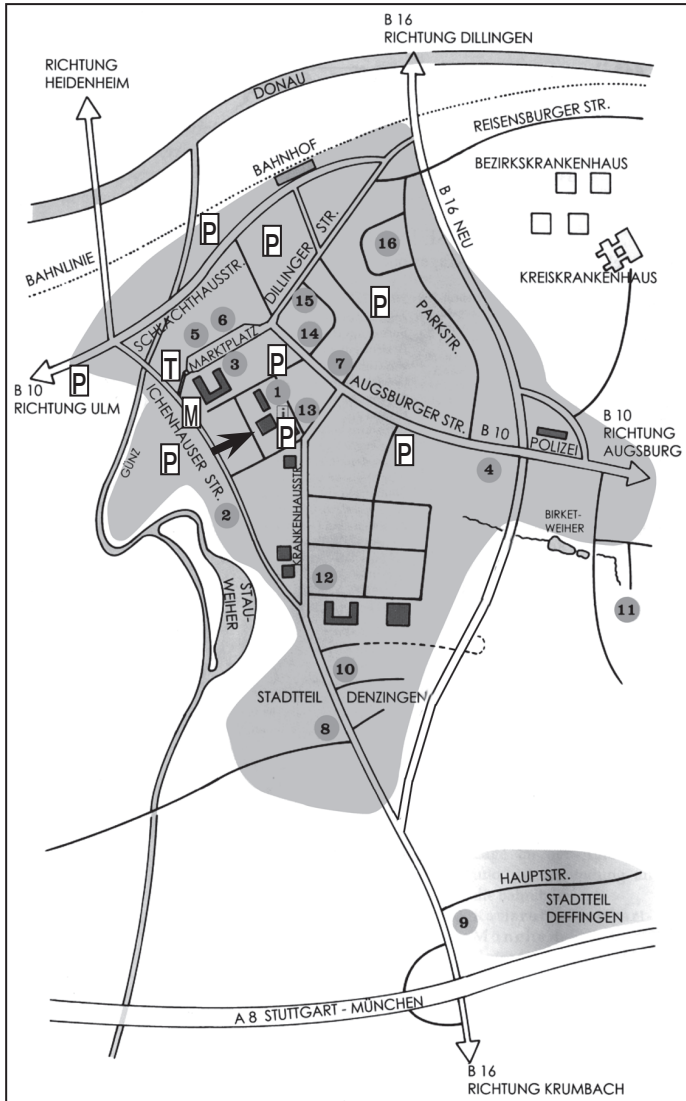 B 16
RICHTUNG DILLINGEN
RICHTUNG
HEIDENHEIM
DONAU
REISENSBURGER STR.
BAHNHOF
BEZIRKSKRANKENHAUS
B 16 NEU
P
P
DILLINGER STR.
16
KREISKRANKENHAUS
BAHNLINIE
SCHLACHTHAUSSTR.
15
P
PARKSTR.
5
6
14
MARKTPLATZ
T
3
P
7
B 10
RICHTUNG ULM
P
M
1
i
13
P
AUGSBURGER STR.
B 10
B 10
RICHTUNG
AUGSBURG
POLIZEI
ICHENHAUSER STR.
GÜNZ
P
P
4
2
KRANKENHAUSSTR.
BIRKET-
WEIHER
STAU-
WEIHER
12
11
10
STADTTEIL DENZINGEN
8
HAUPTSTR.
STADTTEIL
DEFFINGEN
9
A 8 STUTTGART - MÜNCHEN
B 16
RICHTUNG KRUMBACH